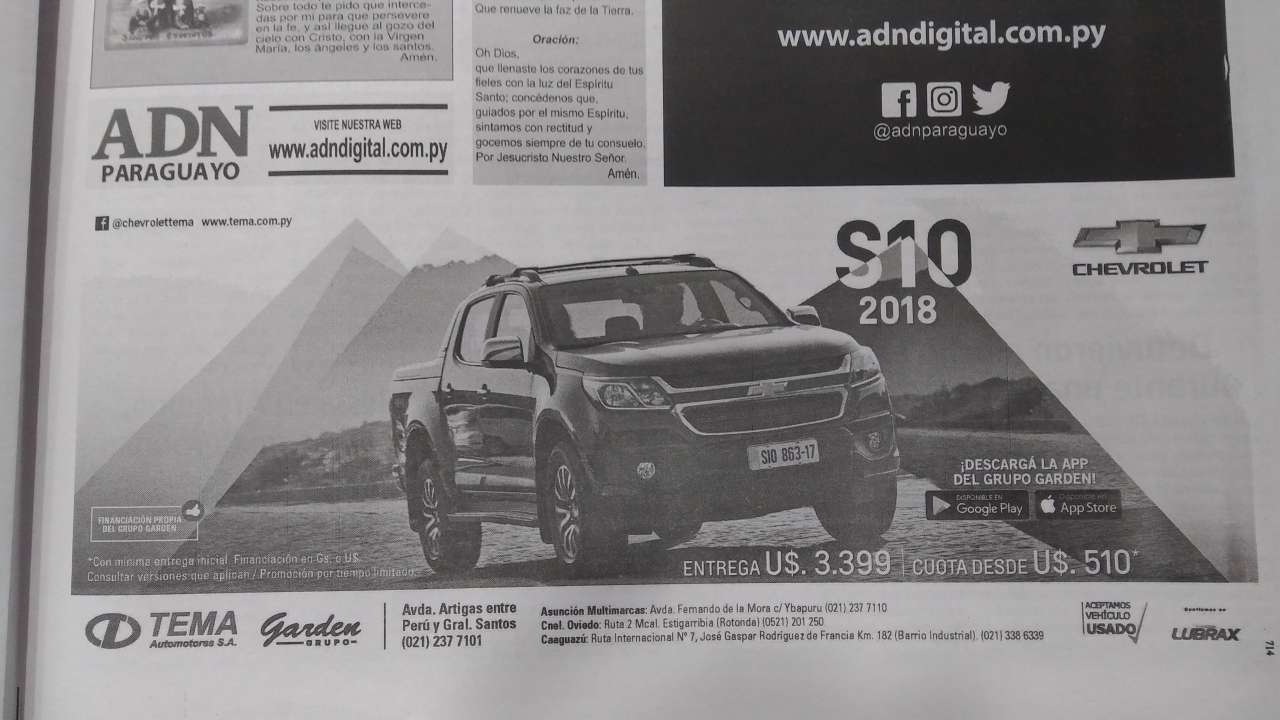 Sobre todo te pido que interce-
das por mí para que persevere
en la fe, y así llegue al gozo del
cielo con Cristo, con la Virgen
María, los ángeles y los santos.
Amén.
ADN
PARAGUAYO
VISITE NUESTRA WEB
www.adndigital.com.py
Que renueve la faz de la Tierra.
Oración:
Oh Dios,
que llenaste los corazones de tus
fieles con la luz del Espíritu
Santo; concédenos que,
guiados por el mismo Espíritu,
sintamos con rectitud y
gocemos siempre de tu consuelo.
Por Jesucristo Nuestro Señor.
Amén.
www.adndigital.com.py
@adnparaguayo
@chevrolettema www.tema.com.py
S10
2018
CHEVROLET
S10 863-17
¡DESCARGÁ LA APP
DEL GRUPO GARDEN!
DISPONIBLE EN
Google Play
Disponible en
App Store
FINANCIACIÓN PROPIA
DEL GRUPO GARDEN
*Con mínima entrega inicial. Financiación en Gs. o U$.
Consultar versiones que aplican / Promoción por tiempo limitado.
ENTREGA U$. 3.399 | CUOTA DESDE U$. 510*
TEMA
Automotores S.A.
Garden
GRUPO
Avda. Artigas entre
Perú y Gral. Santos
(021) 237 7101
Asunción Multimarcas: Avda. Fernando de la Mora c/ Ybapuru (021) 237 7110
Cnel. Oviedo: Ruta 2 Mcal. Estigarribia (Rotonda) (0521) 201 250
Caaguazú: Ruta Internacional N° 7, José Gaspar Rodríguez de Francia Km. 182 (Barrio Industrial). (021) 338 6339
ACEPTAMOS
VEHÍCULO
USADO
Confiamos en
LUBRAX
714